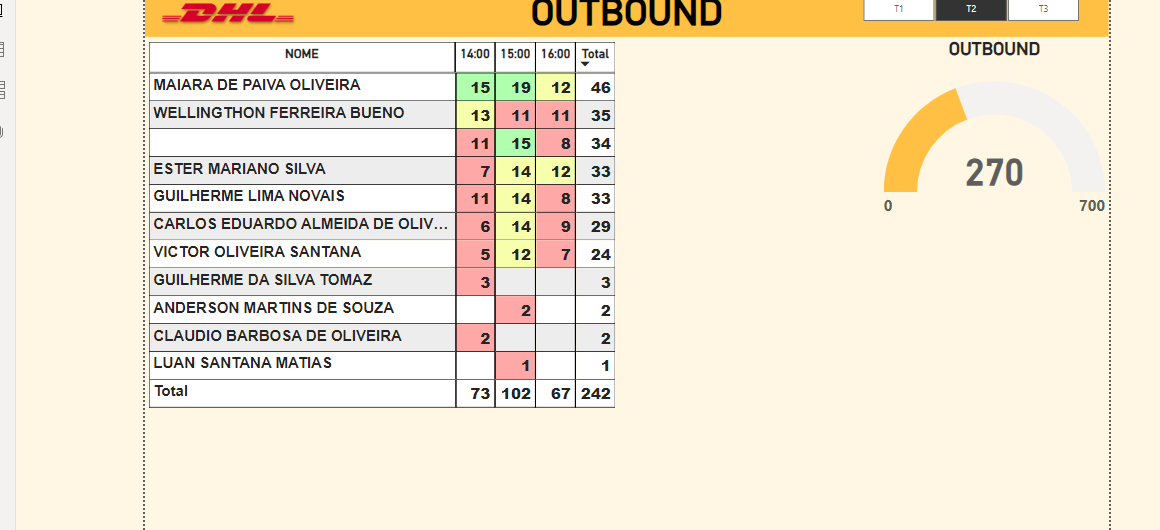 DHL OUTBOUND T1 T2 T3
NOME 14:00 15:00 16:00 Total
MAIARA DE PAIVA OLIVEIRA 15 19 12 46
WELLINGTHON FERREIRA BUENO 13 11 11 35
11 15 8 34
ESTER MARIANO SILVA 7 14 12 33
GUILHERME LIMA NOVAIS 11 14 8 33
CARLOS EDUARDO ALMEIDA DE OLIV... 6 14 9 29
VICTOR OLIVEIRA SANTANA 5 12 7 24
GUILHERME DA SILVA TOMAZ 3 3
ANDERSON MARTINS DE SOUZA 2 2
CLAUDIO BARBOSA DE OLIVEIRA 2 2
LUAN SANTANA MATIAS 1 1
Total 73 102 67 242
OUTBOUND
270
0 700